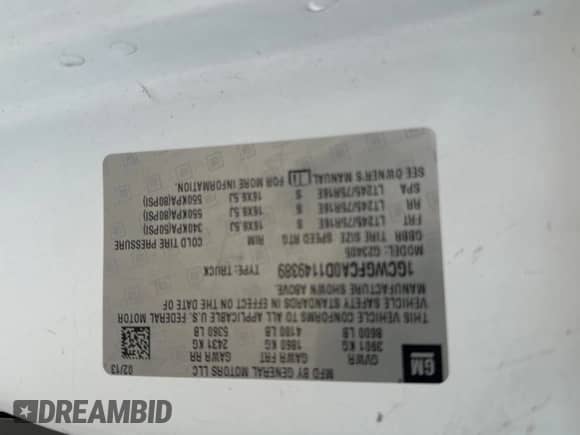 GM
MFD BY GENERAL MOTORS LLC
02/13
GVWR GAWR FRT GAWR RR
3901 KG 1860 KG 2431 KG
8600 LB 4100 LB 5360 LB
THIS VEHICLE CONFORMS TO ALL APPLICABLE U.S. FEDERAL MOTOR
VEHICLE SAFETY STANDARDS IN EFFECT ON THE DATE OF
MANUFACTURE SHOWN ABOVE.
1GCWGFCA0D1149389 TYPE: TRUCK
MODEL: G23405
GBBR TIRE SIZE SPEED RTG RIM COLD TIRE PRESSURE
FRT LT245/75R16E S 16X6.5J 340KPA(50PSI)
RR LT245/75R16E S 16X6.5J 550KPA(80PSI)
SPA LT245/75R16E S 16X6.5J 550KPA(80PSI)
SEE OWNER'S MANUAL FOR MORE INFORMATION.
DREAMBID